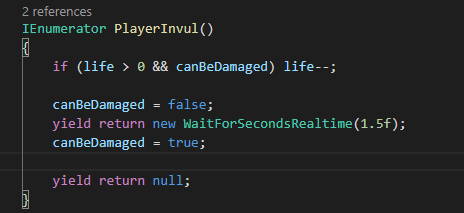 2 references
IEnumerator PlayerInvul()
{
if (life > 0 && canBeDamaged) life--;
canBeDamaged = false;
yield return new WaitForSecondsRealtime(1.5f);
canBeDamaged = true;
yield return null;
}